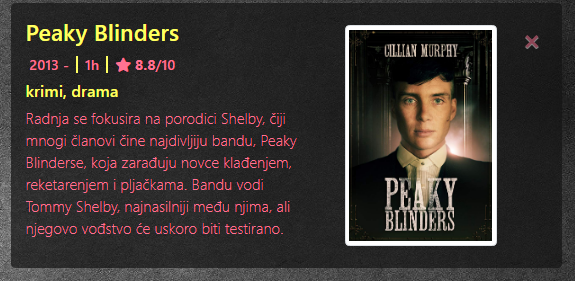 Peaky Blinders
2013 - | 1h | ★ 8.8/10
krimi, drama
Radnja se fokusira na porodici Shelby, čiji
mnogi članovi čine najdivljiju bandu, Peaky
Blinderse, koja zarađuju novce klađenjem,
reketarenjem i pljačkama. Bandu vodi
Tommy Shelby, najnasilniji među njima, ali
njegovo vođstvo će uskoro biti testirano.
CILLIAN MURPHY
PEAKY
BLINDERS